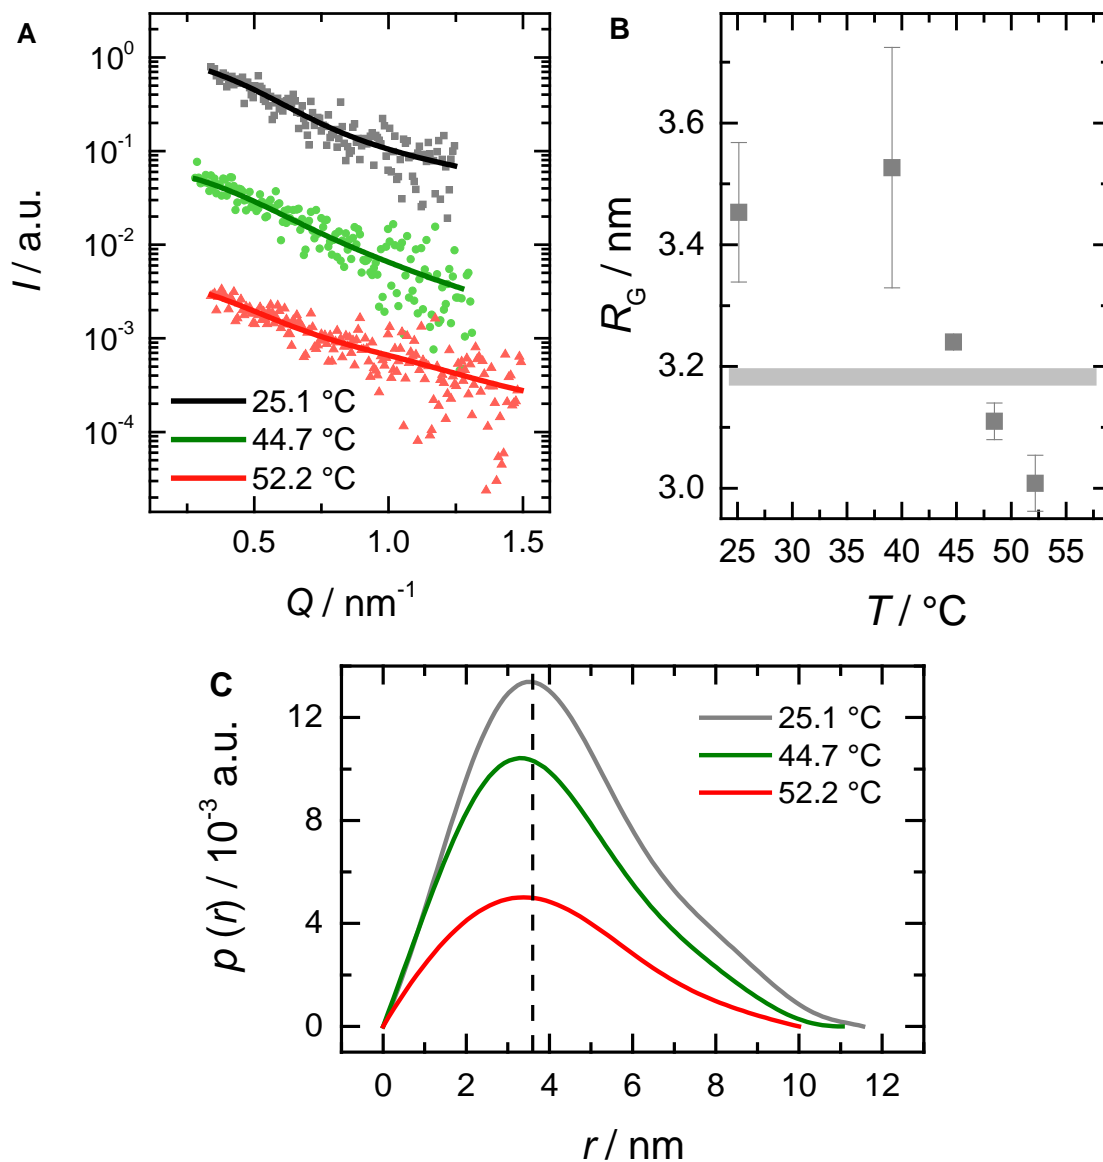 A
10⁰
10⁻¹
10⁻²
10⁻³
10⁻⁴
I / a.u.
25.1 °C
44.7 °C
52.2 °C
0.5 1.0 1.5
Q / nm⁻¹
B
3.6
3.4
3.2
3.0
R_G / nm
25 30 35 40 45 50 55
T / °C
C
12
8
4
0
p (r) / 10⁻³ a.u.
25.1 °C
44.7 °C
52.2 °C
0 2 4 6 8 10 12
r / nm